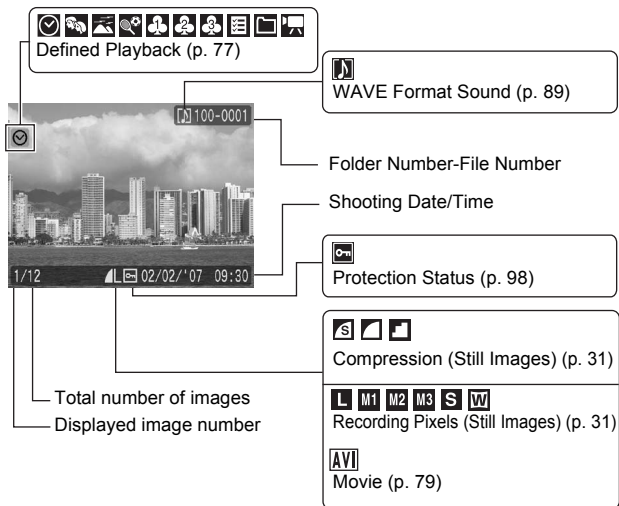 Defined Playback (p. 77)
WAVE Format Sound (p. 89)
100-0001
Folder Number-File Number
Shooting Date/Time
1/12 L 02/02/'07 09:30
Protection Status (p. 98)
S
Compression (Still Images) (p. 31)
L M1 M2 M3 S W
Recording Pixels (Still Images) (p. 31)
AVI
Movie (p. 79)
Total number of images
Displayed image number